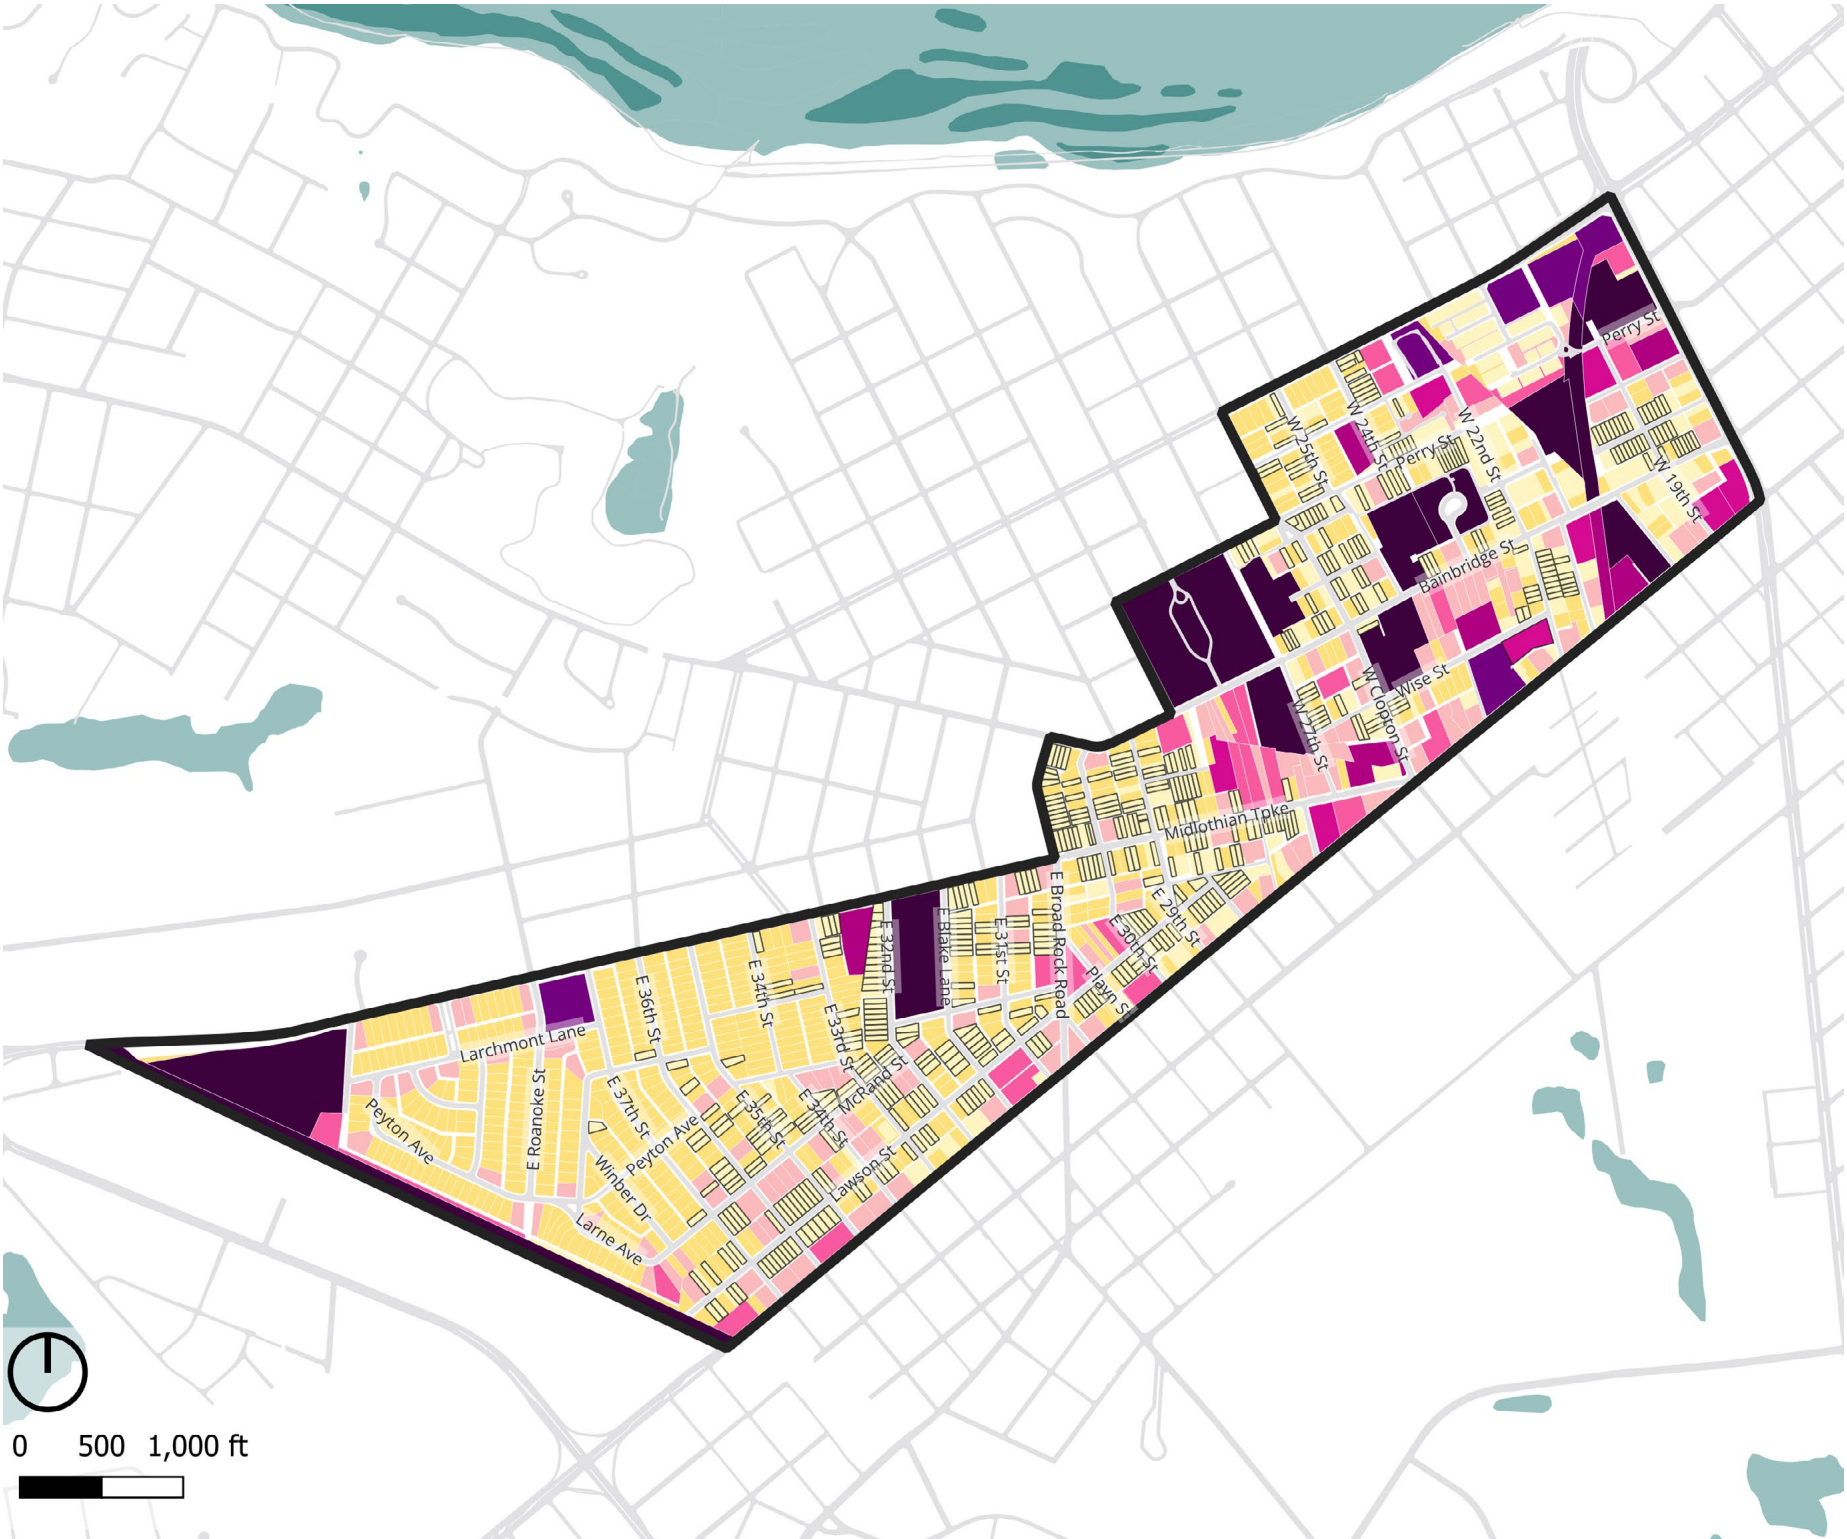 Perry St
W 24th St
W 22nd St
W 25th St
Perry St
W 19th St
Bainbridge St
Wise St
W Clopton St
W 27th St
Midlothian Tpke
E Broad Rock Road
E 29th St
E 32nd St
E Blake Lane
E 31st St
E 30th St
E 34th St
E 36th St
Playn St
E 33rd St
Larchmont Lane
McRand St
E Roanoke St
E 37th St
E 35th St
E 34th St
Peyton Ave
Peyton Ave
Winber Dr
Lawson St
Larne Ave
0 500 1,000 ft